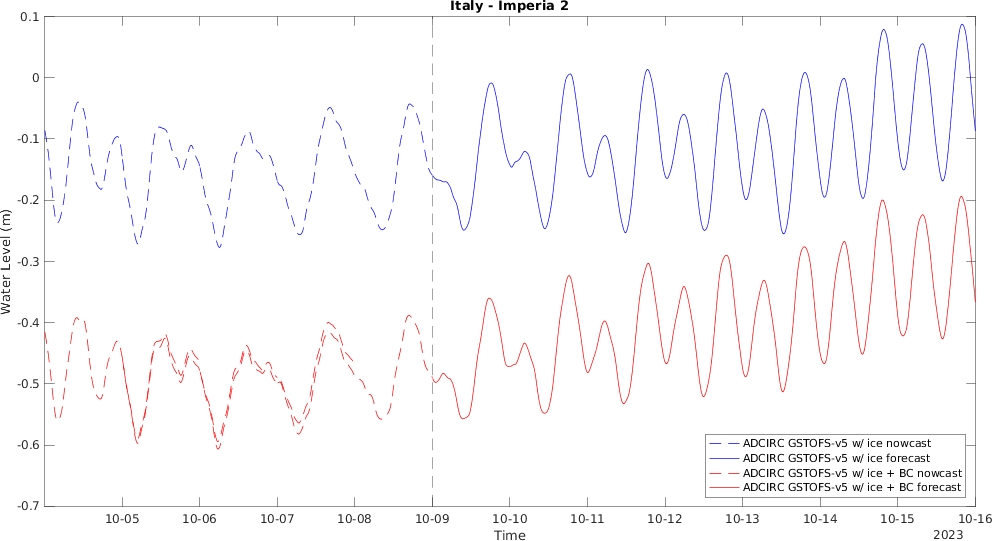 Italy - Imperia 2
0.1
0
-0.1
-0.2
-0.3
-0.4
-0.5
-0.6
-0.7
Water Level (m)
ADCIRC GSTOFS-v5 w/ ice nowcast
ADCIRC GSTOFS-v5 w/ ice forecast
ADCIRC GSTOFS-v5 w/ ice + BC nowcast
ADCIRC GSTOFS-v5 w/ ice + BC forecast
10-05 10-06 10-07 10-08 10-09 10-10 10-11 10-12 10-13 10-14 10-15 10-16
Time
2023